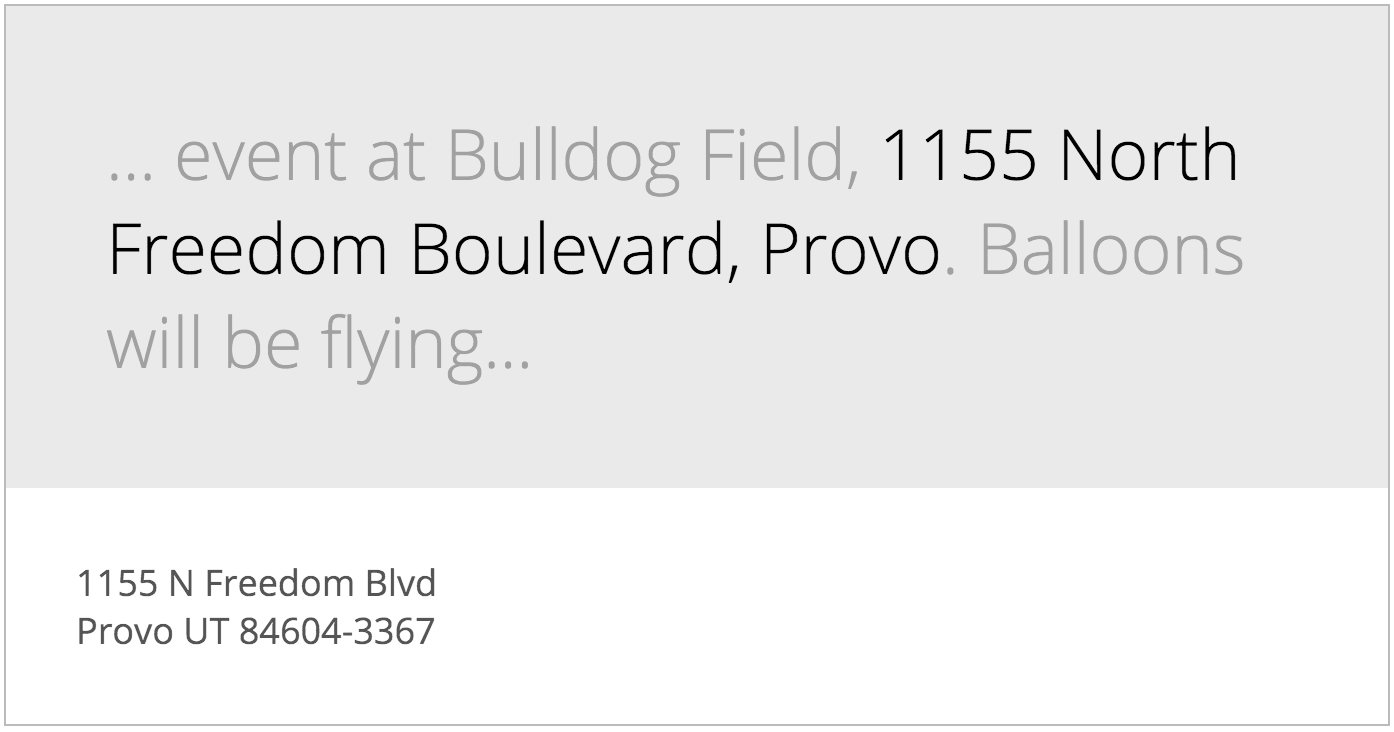 ... event at Bulldog Field, 1155 North
Freedom Boulevard, Provo. Balloons
will be flying...
1155 N Freedom Blvd
Provo UT 84604-3367